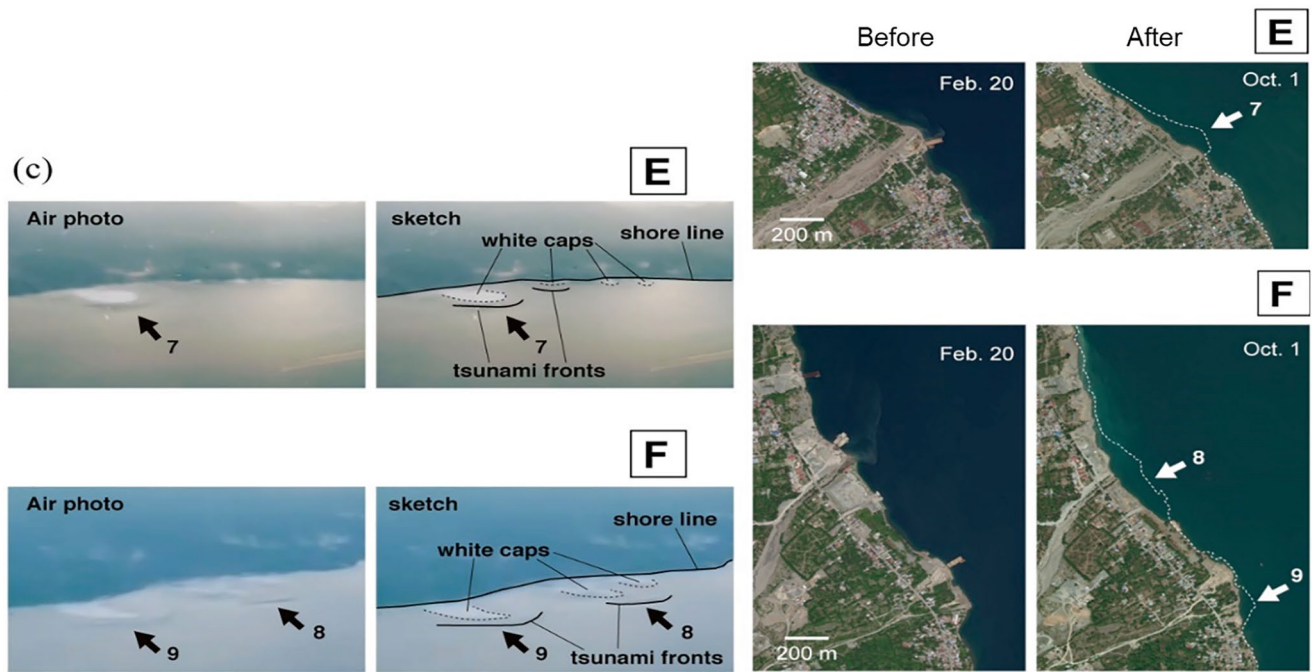 Before
After
E
Feb. 20
Oct. 1
7
200 m
(c)
E
Air photo
7
sketch
white caps
shore line
7
tsunami fronts
F
Feb. 20
Oct. 1
8
9
200 m
F
Air photo
9
8
sketch
shore line
white caps
8
9
tsunami fronts